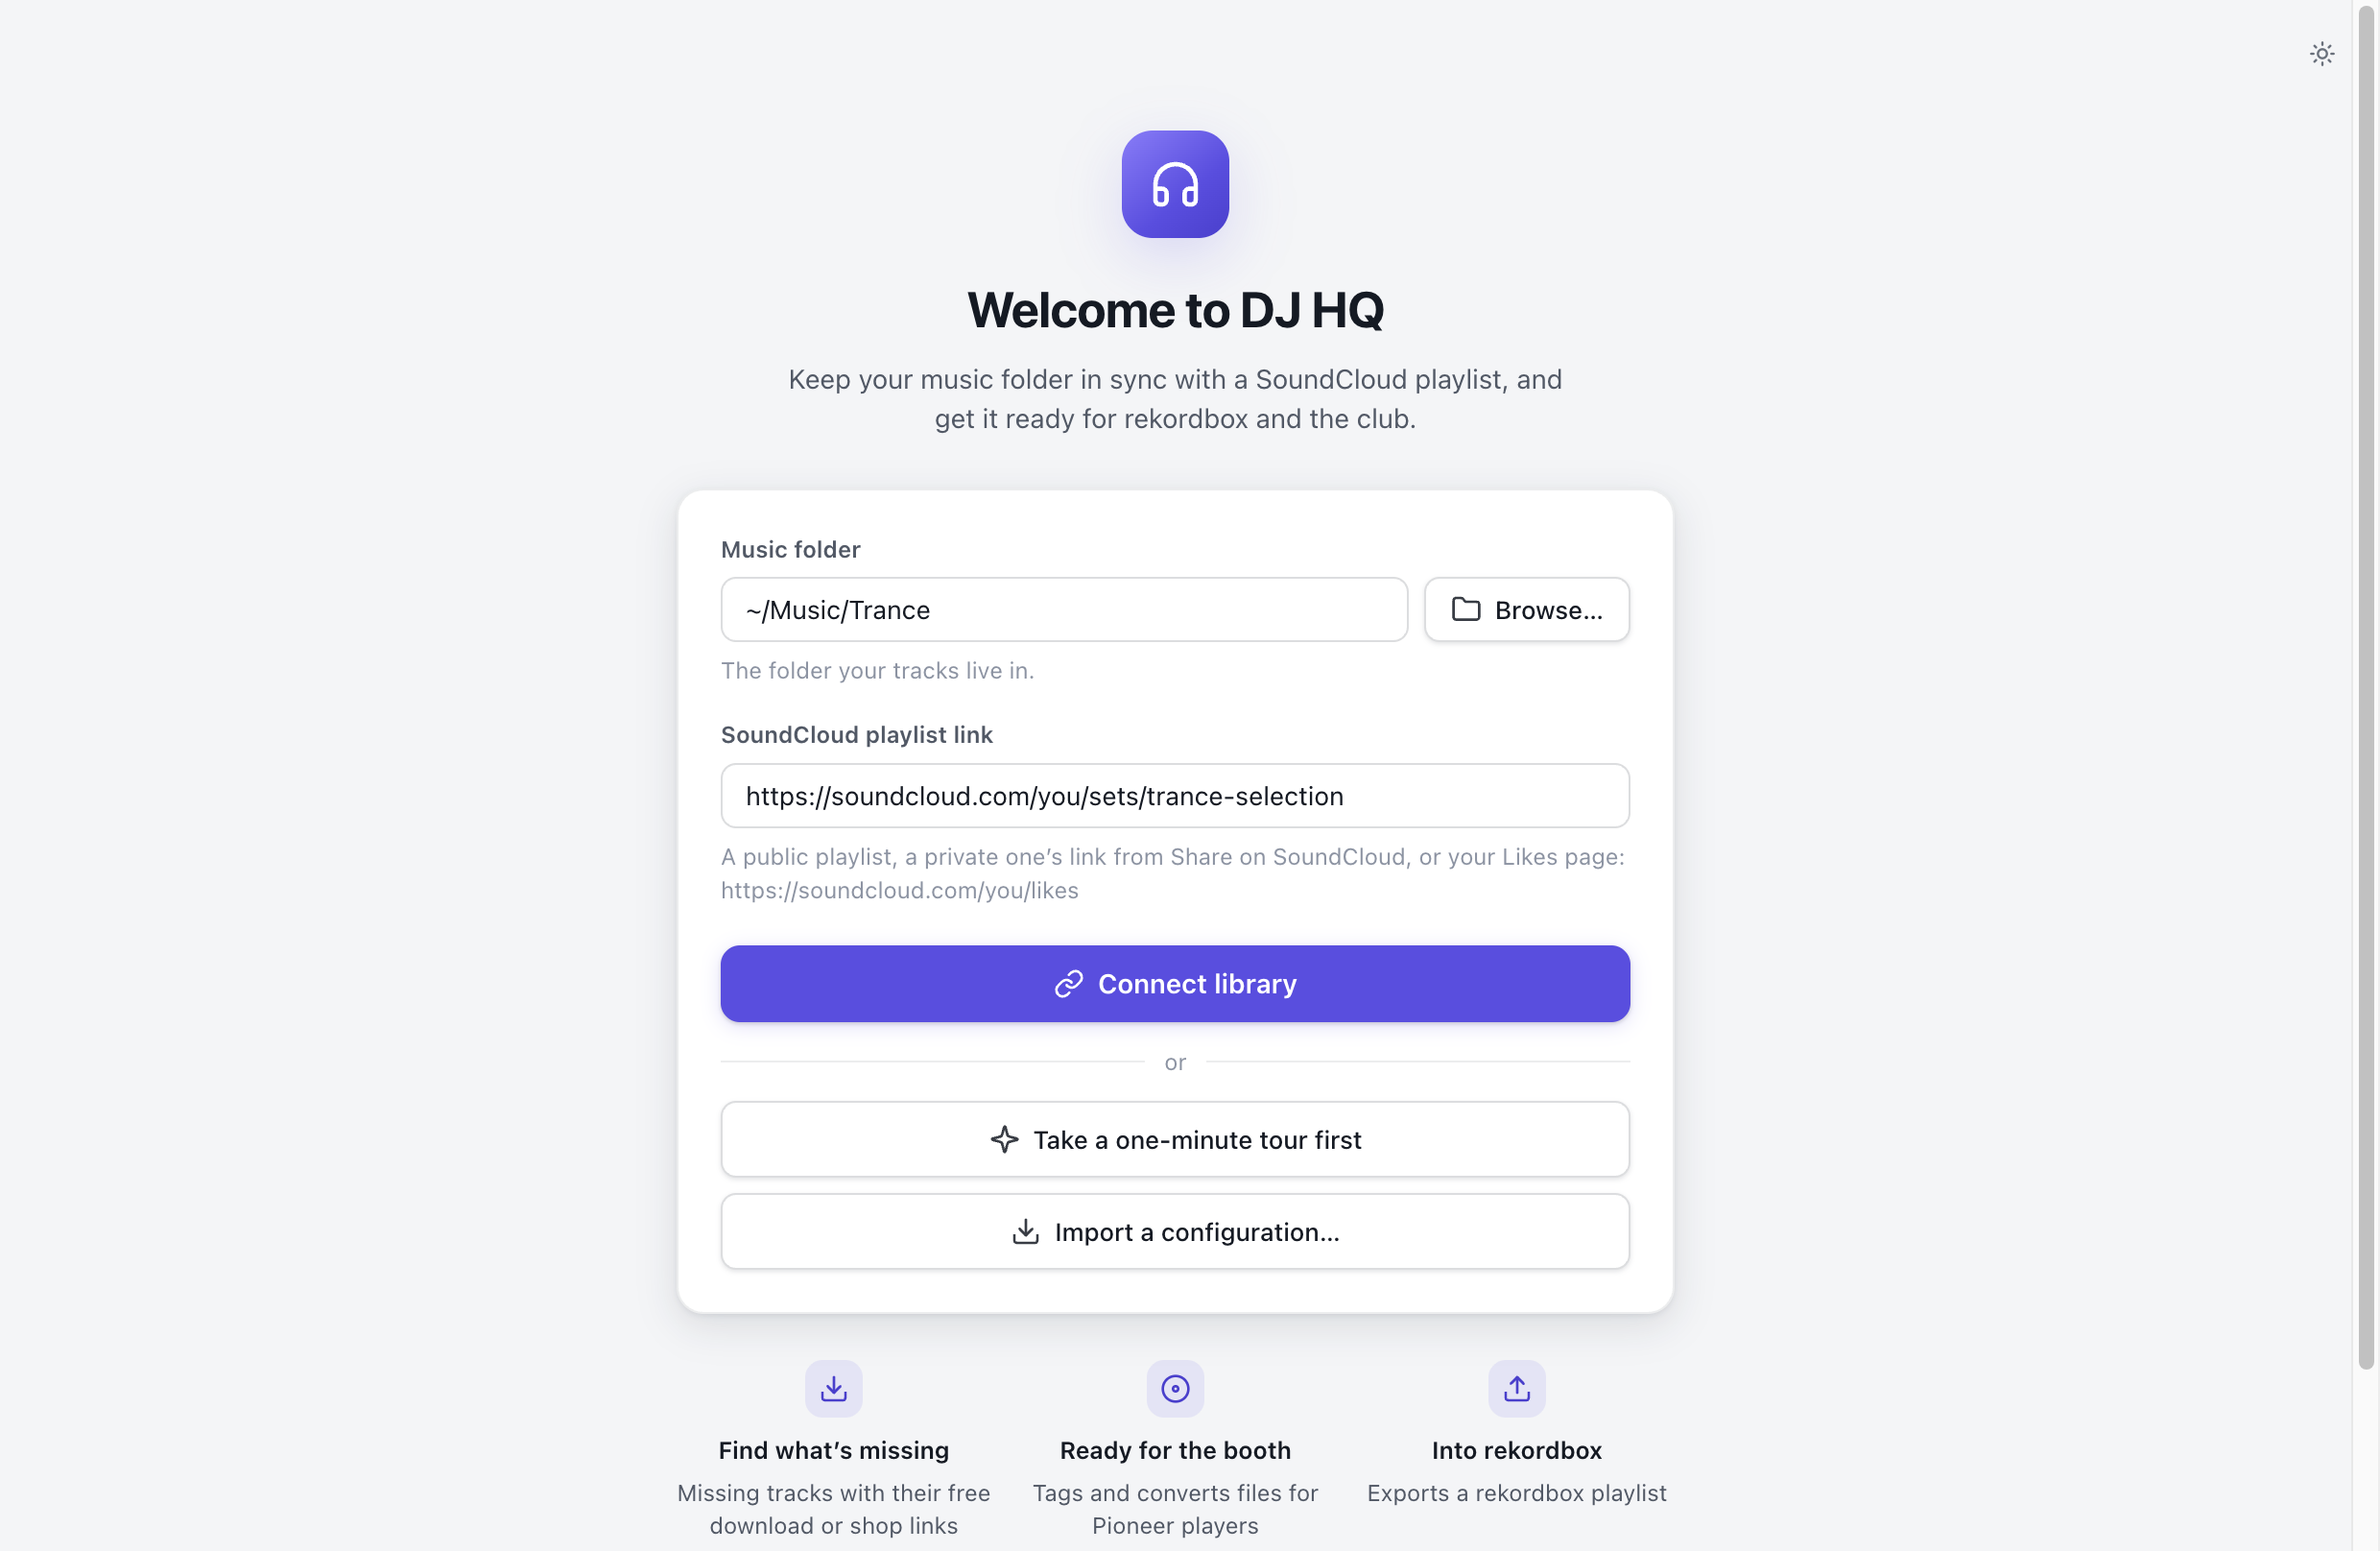 Welcome to DJ HQ
Keep your music folder in sync with a SoundCloud playlist, and
get it ready for rekordbox and the club.
Music folder
~/Music/Trance
Browse...
The folder your tracks live in.
SoundCloud playlist link
https://soundcloud.com/you/sets/trance-selection
A public playlist, a private one’s link from Share on SoundCloud, or your Likes page:
https://soundcloud.com/you/likes
Connect library
or
Take a one-minute tour first
Import a configuration...
Find what’s missing
Missing tracks with their free
download or shop links
Ready for the booth
Tags and converts files for
Pioneer players
Into rekordbox
Exports a rekordbox playlist